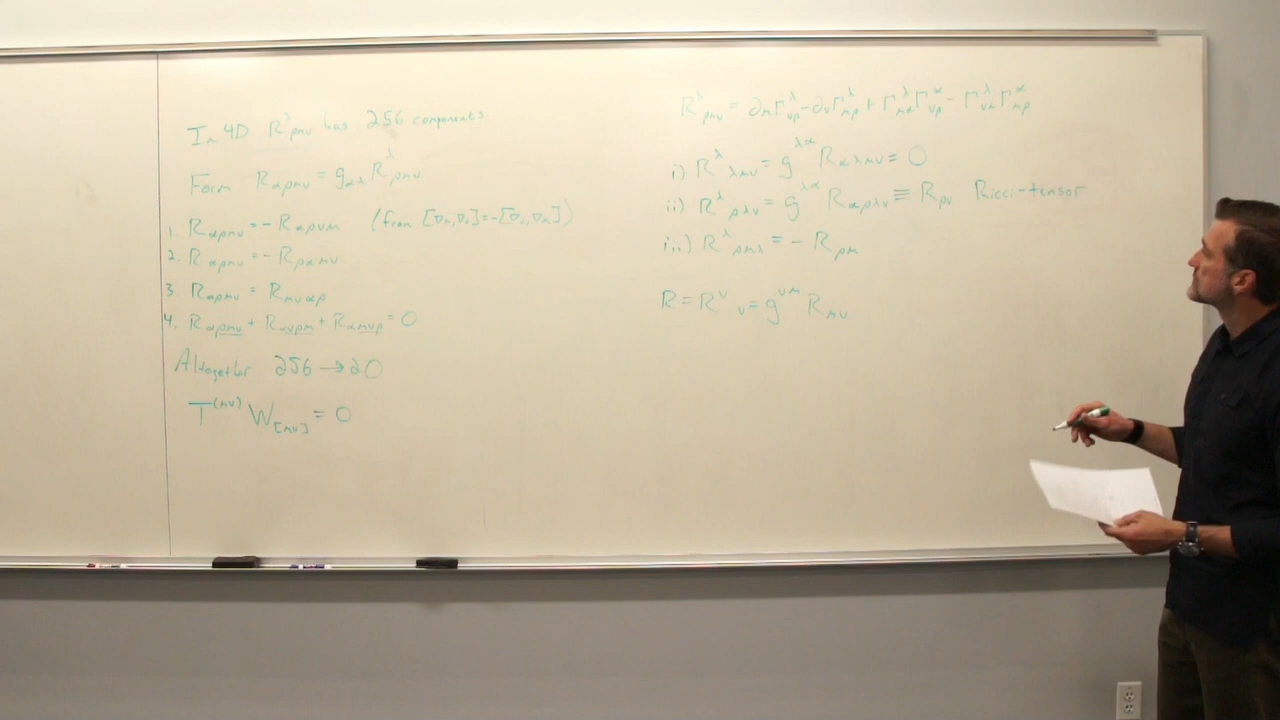 In 4D R^λ_ρμν has 256 components.
Form R_αρμν = g_αλ R^λ_ρμν
1. R_αρμν = - R_αρνμ (from [∇_μ,∇_ν]=-[∇_ν,∇_μ])
2. R_αρμν = - R_ραμν
3 R_αρμν = R_μναρ
4. R_αρμν + R_ανρμ + R_αμνρ = 0
Altogether 256 → 20
T^(μν) W_[μν] = 0
R^λ_ρμν = ∂_μ Γ^λ_νρ - ∂_ν Γ^λ_μρ + Γ^λ_μα Γ^α_νρ - Γ^λ_να Γ^α_μρ
i) R^λ_λμν = g^λα R_αλμν = 0
ii) R^λ_ρλν = g^λα R_αρλν ≡ R_ρν Ricci-tensor
iii) R^λ_ρμλ = - R_ρμ
R = R^ν_ν = g^νμ R_μν